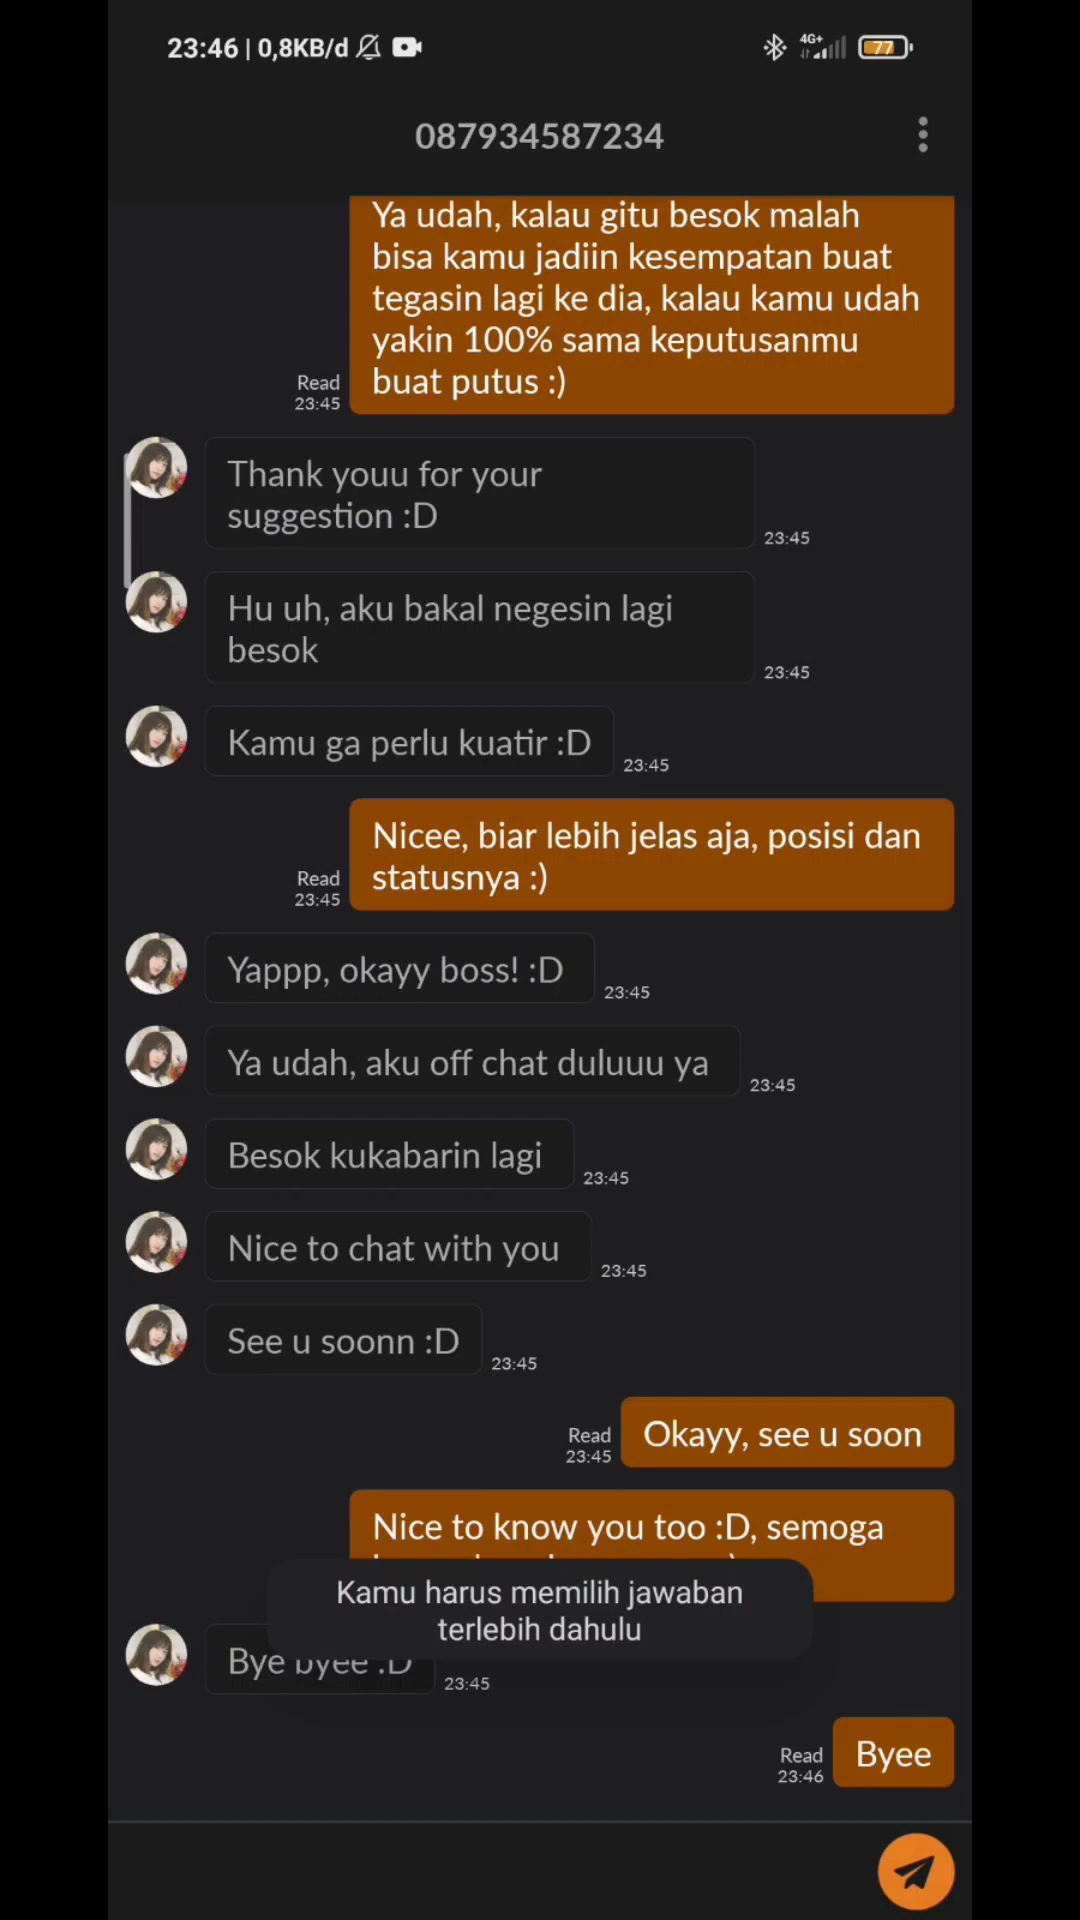 23:46 | 0,8KB/d
4G+
77
087934587234
Ya udah, kalau gitu besok malah
bisa kamu jadiin kesempatan buat
tegasin lagi ke dia, kalau kamu udah
yakin 100% sama keputusanmu
buat putus :)
Read
23:45
Thank youu for your
suggestion :D
23:45
Hu uh, aku bakal negesin lagi
besok
23:45
Kamu ga perlu kuatir :D
23:45
Nicee, biar lebih jelas aja, posisi dan
statusnya :)
Read
23:45
Yappp, okayy boss! :D
23:45
Ya udah, aku off chat duluuu ya
23:45
Besok kukabarin lagi
23:45
Nice to chat with you
23:45
See u soonn :D
23:45
Okayy, see u soon
Read
23:45
Nice to know you too :D, semoga
Kamu harus memilih jawaban
terlebih dahulu
Bye byee :D
23:45
Byee
Read
23:46